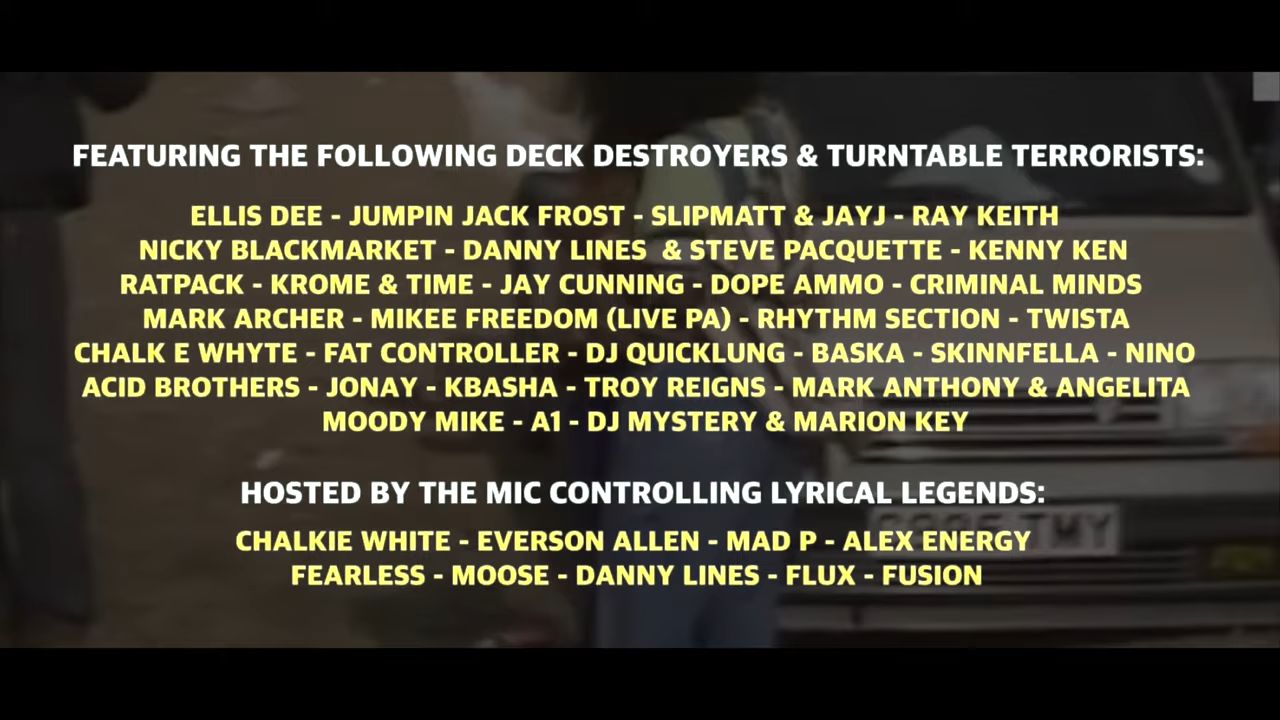 FEATURING THE FOLLOWING DECK DESTROYERS & TURNTABLE TERRORISTS:
ELLIS DEE - JUMPIN JACK FROST - SLIPMATT & JAYJ - RAY KEITH
NICKY BLACKMARKET - DANNY LINES & STEVE PACQUETTE - KENNY KEN
RATPACK - KROME & TIME - JAY CUNNING - DOPE AMMO - CRIMINAL MINDS
MARK ARCHER - MIKEE FREEDOM (LIVE PA) - RHYTHM SECTION - TWISTA
CHALK E WHYTE - FAT CONTROLLER - DJ QUICKLUNG - BASKA - SKINNFELLA - NINO
ACID BROTHERS - JONAY - KBASHA - TROY REIGNS - MARK ANTHONY & ANGELITA
MOODY MIKE - A1 - DJ MYSTERY & MARION KEY
HOSTED BY THE MIC CONTROLLING LYRICAL LEGENDS:
CHALKIE WHITE - EVERSON ALLEN - MAD P - ALEX ENERGY
FEARLESS - MOOSE - DANNY LINES - FLUX - FUSION